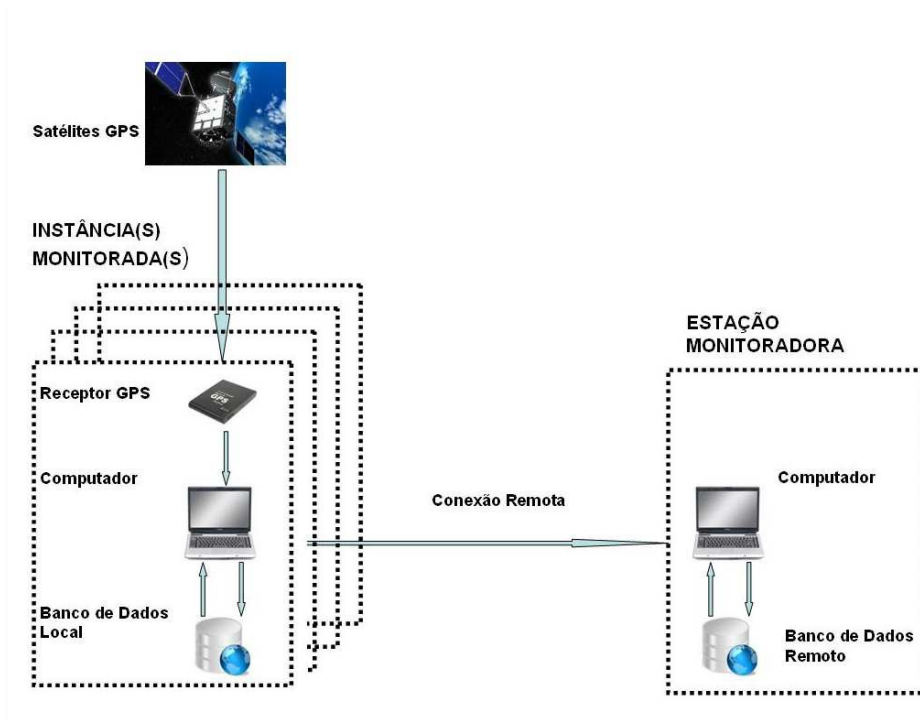 Satélites GPS
INSTÂNCIA(S)
MONITORADA(S)
ESTAÇÃO
MONITORADORA
Receptor GPS
GPS
Computador
Conexão Remota
Computador
Banco de Dados
Local
Banco de Dados
Remoto